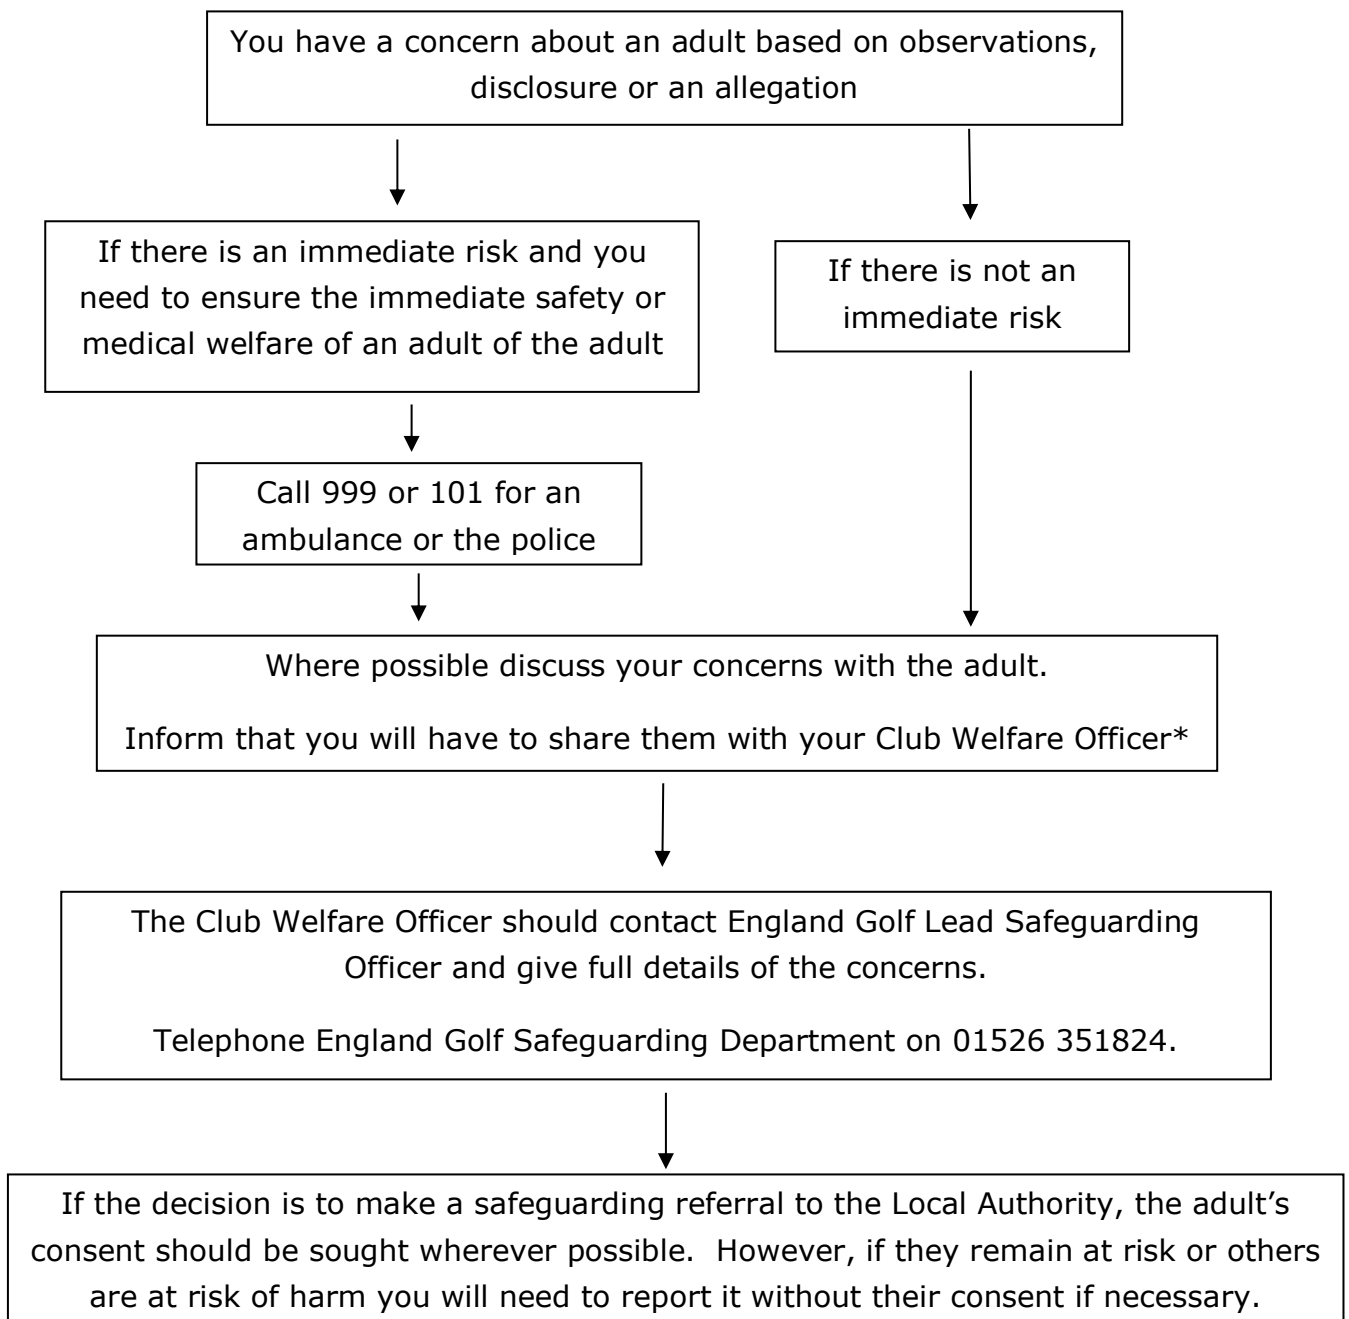 You have a concern about an adult based on observations,
disclosure or an allegation
If there is an immediate risk and you
need to ensure the immediate safety or
medical welfare of an adult of the adult
If there is not an
immediate risk
Call 999 or 101 for an
ambulance or the police
Where possible discuss your concerns with the adult.
Inform that you will have to share them with your Club Welfare Officer*
The Club Welfare Officer should contact England Golf Lead Safeguarding
Officer and give full details of the concerns.
Telephone England Golf Safeguarding Department on 01526 351824.
If the decision is to make a safeguarding referral to the Local Authority, the adult’s
consent should be sought wherever possible.  However, if they remain at risk or others
are at risk of harm you will need to report it without their consent if necessary.